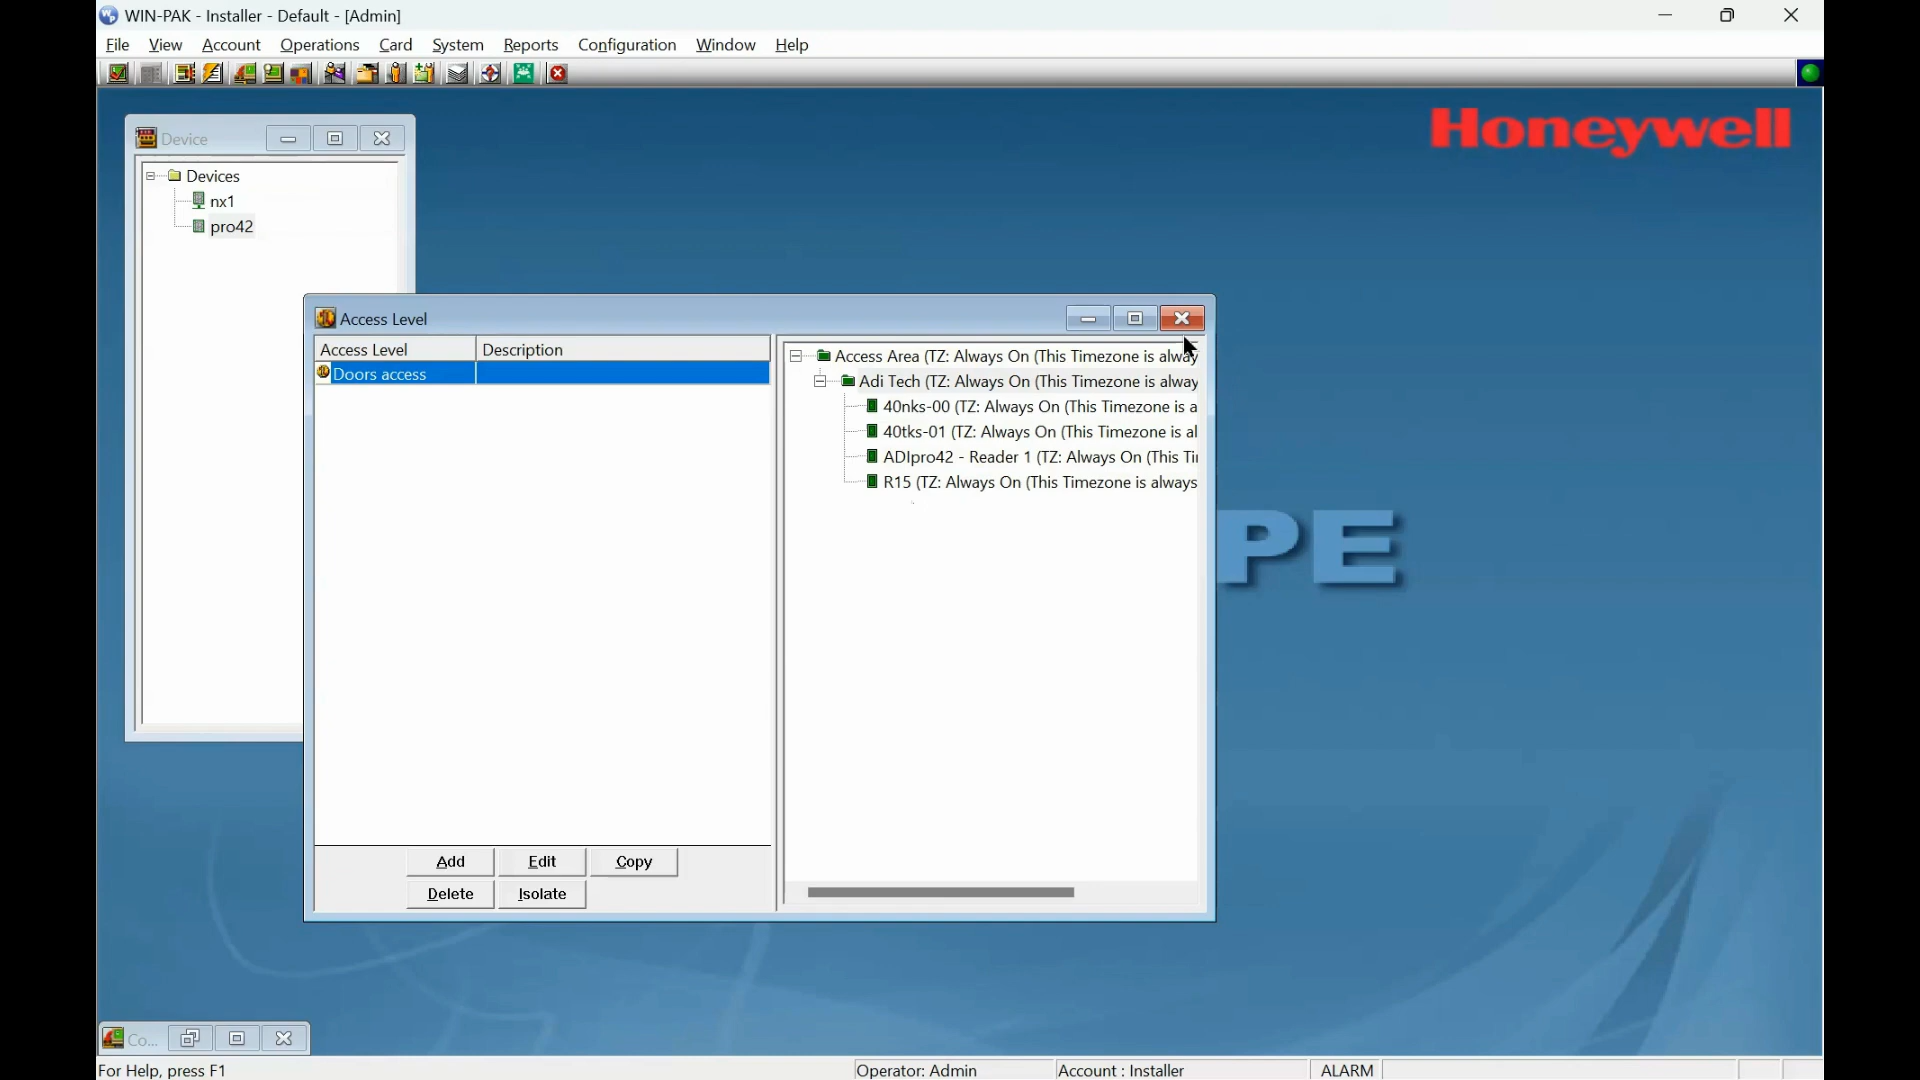 WIN-PAK - Installer - Default - [Admin]
File View Account Operations Card System Reports Configuration Window Help
Honeywell
Device
Devices
nx1
pro42
Access Level
Access Level Description
Doors access
Access Area (TZ: Always On (This Timezone is alway
Adi Tech (TZ: Always On (This Timezone is alway
40nks-00 (TZ: Always On (This Timezone is a
40tks-01 (TZ: Always On (This Timezone is al
ADIpro42 - Reader 1 (TZ: Always On (This Ti
R15 (TZ: Always On (This Timezone is always
PE
Add Edit Copy
Delete Isolate
Co...
For Help, press F1 Operator: Admin Account : Installer ALARM